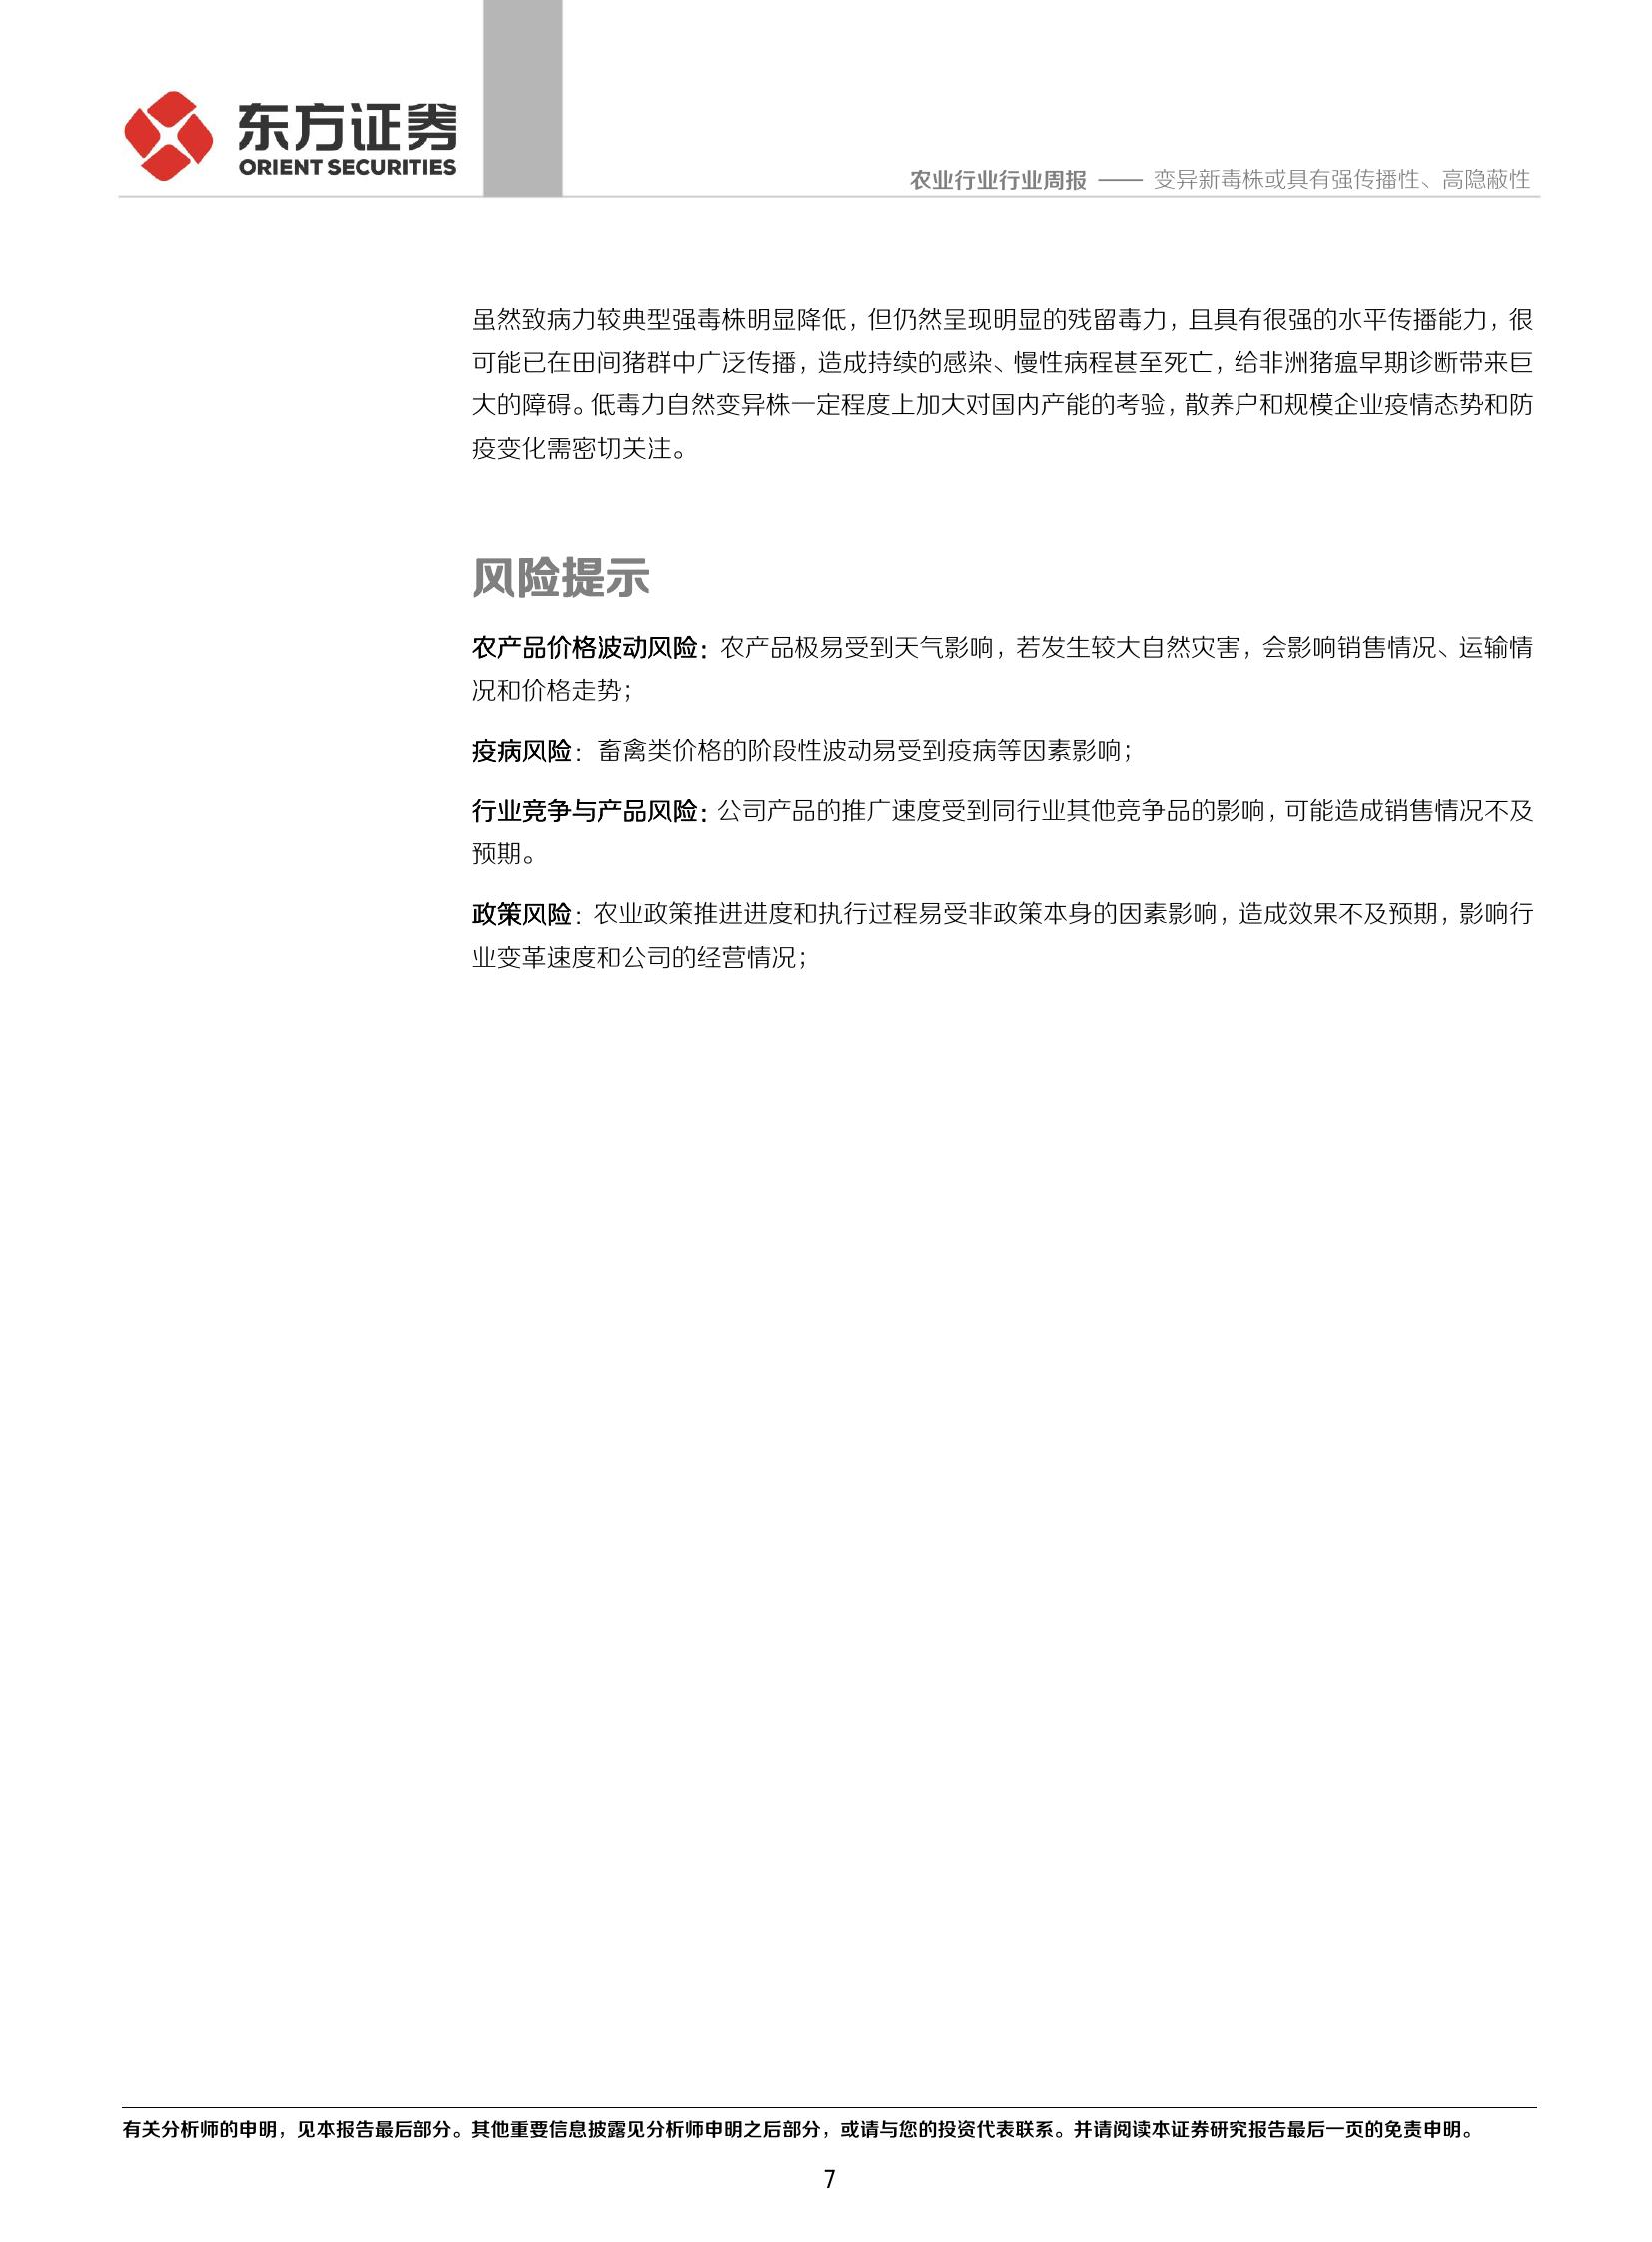 东方证券
ORIENT SECURITIES
农业行业行业周报 —— 变异新毒株或具有强传播性、高隐蔽性
虽然致病力较典型强毒株明显降低，但仍然呈现明显的残留毒力，且具有很强的水平传播能力，很
可能已在田间猪群中广泛传播，造成持续的感染、慢性病程甚至死亡，给非洲猪瘟早期诊断带来巨
大的障碍。低毒力自然变异株一定程度上加大对国内产能的考验，散养户和规模企业疫情态势和防
疫变化需密切关注。
风险提示
农产品价格波动风险：农产品极易受到天气影响，若发生较大自然灾害，会影响销售情况、运输情
况和价格走势；
疫病风险：畜禽类价格的阶段性波动易受到疫病等因素影响；
行业竞争与产品风险：公司产品的推广速度受到同行业其他竞争品的影响，可能造成销售情况不及
预期。
政策风险：农业政策推进进度和执行过程易受非政策本身的因素影响，造成效果不及预期，影响行
业变革速度和公司的经营情况；
有关分析师的申明，见本报告最后部分。其他重要信息披露见分析师申明之后部分，或请与您的投资代表联系。并请阅读本证券研究报告最后一页的免责申明。
7